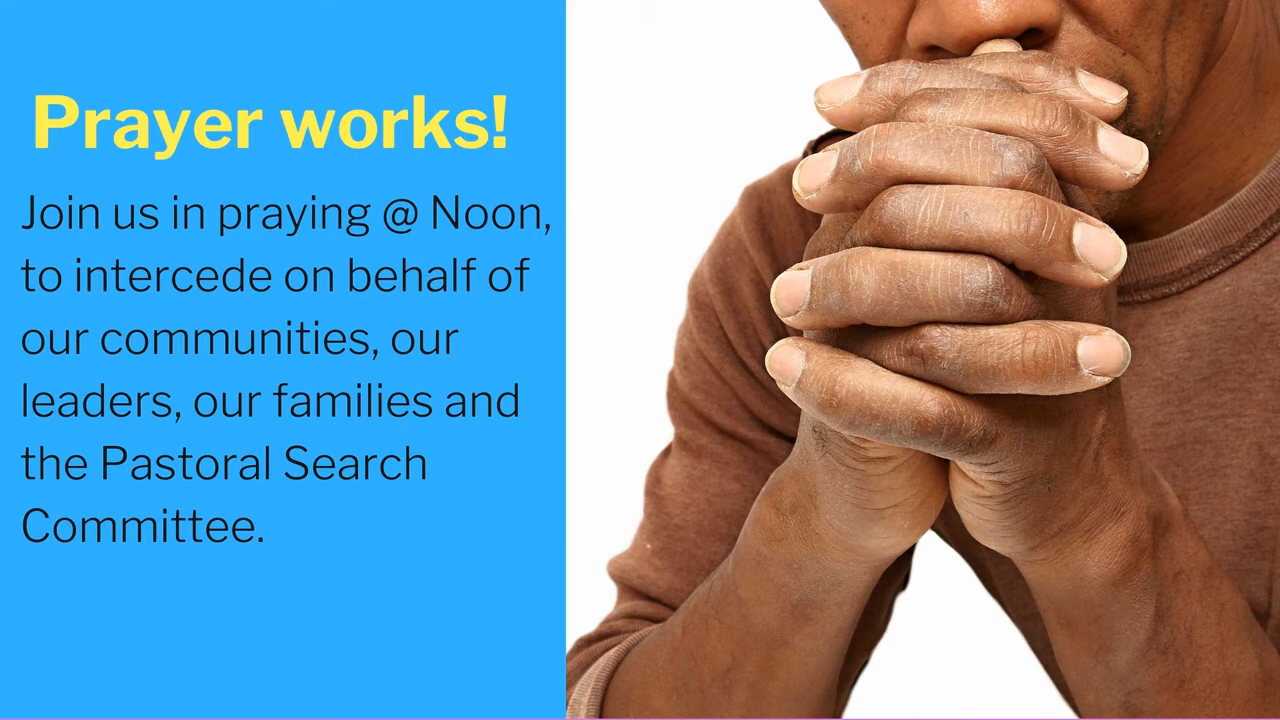 Prayer works!
Join us in praying @ Noon,
to intercede on behalf of
our communities, our
leaders, our families and
the Pastoral Search
Committee.